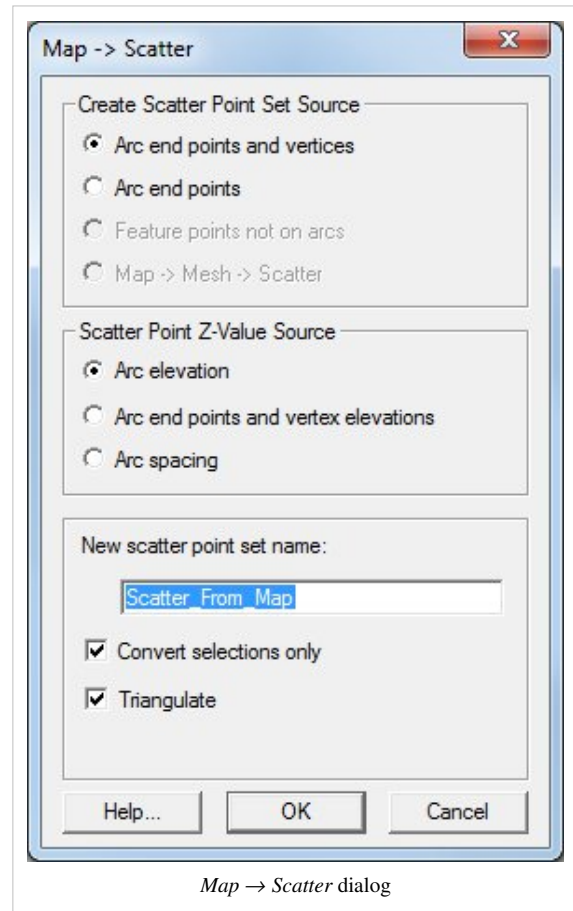 Map -> Scatter
Create Scatter Point Set Source
Arc end points and vertices
Arc end points
Feature points not on arcs
Map -> Mesh -> Scatter
Scatter Point Z-Value Source
Arc elevation
Arc end points and vertex elevations
Arc spacing
New scatter point set name:
Scatter_From_Map
Convert selections only
Triangulate
Help... OK Cancel
Map → Scatter dialog